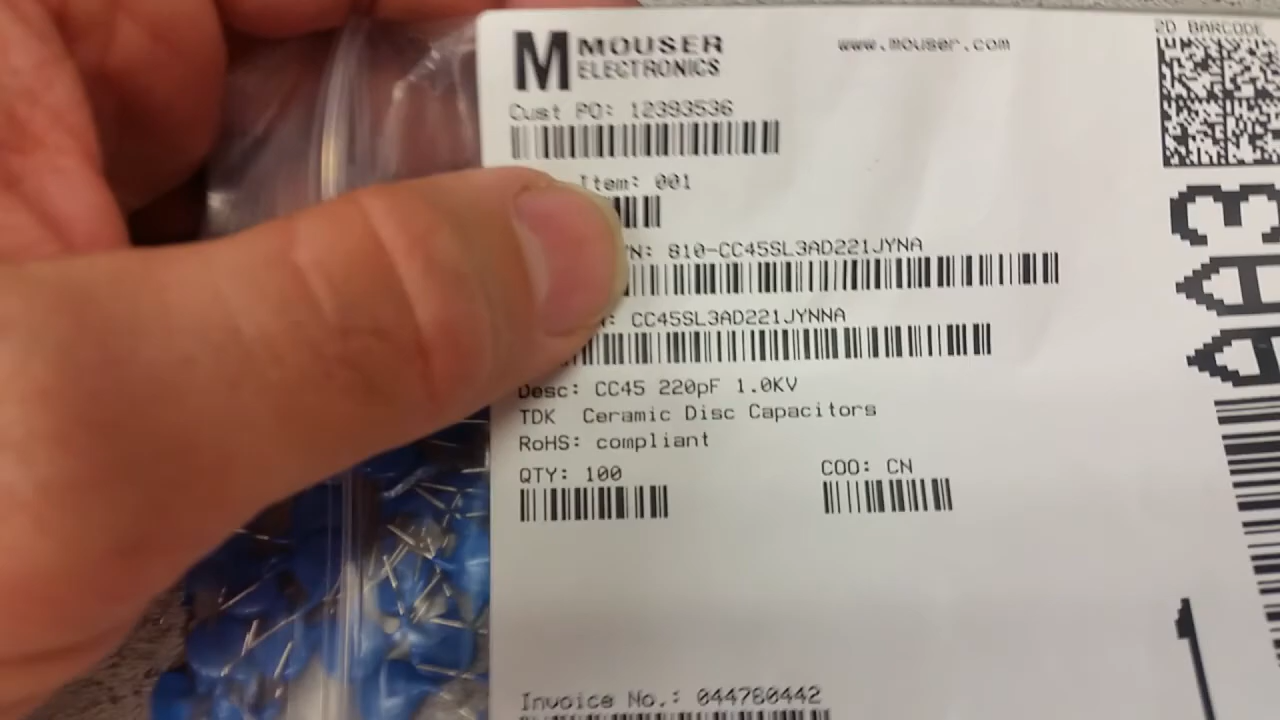 M MOUSER
ELECTRONICS
www.mouser.com
2D BARCODE
Cust PO: 12393536
Item: 001
N: 810-CC45SL3AD221JYNA
: CC45SL3AD221JYNNA
Desc: CC45 220pF 1.0KV
TDK Ceramic Disc Capacitors
RoHS: compliant
QTY: 100
COO: CN
Invoice No.: 044760442